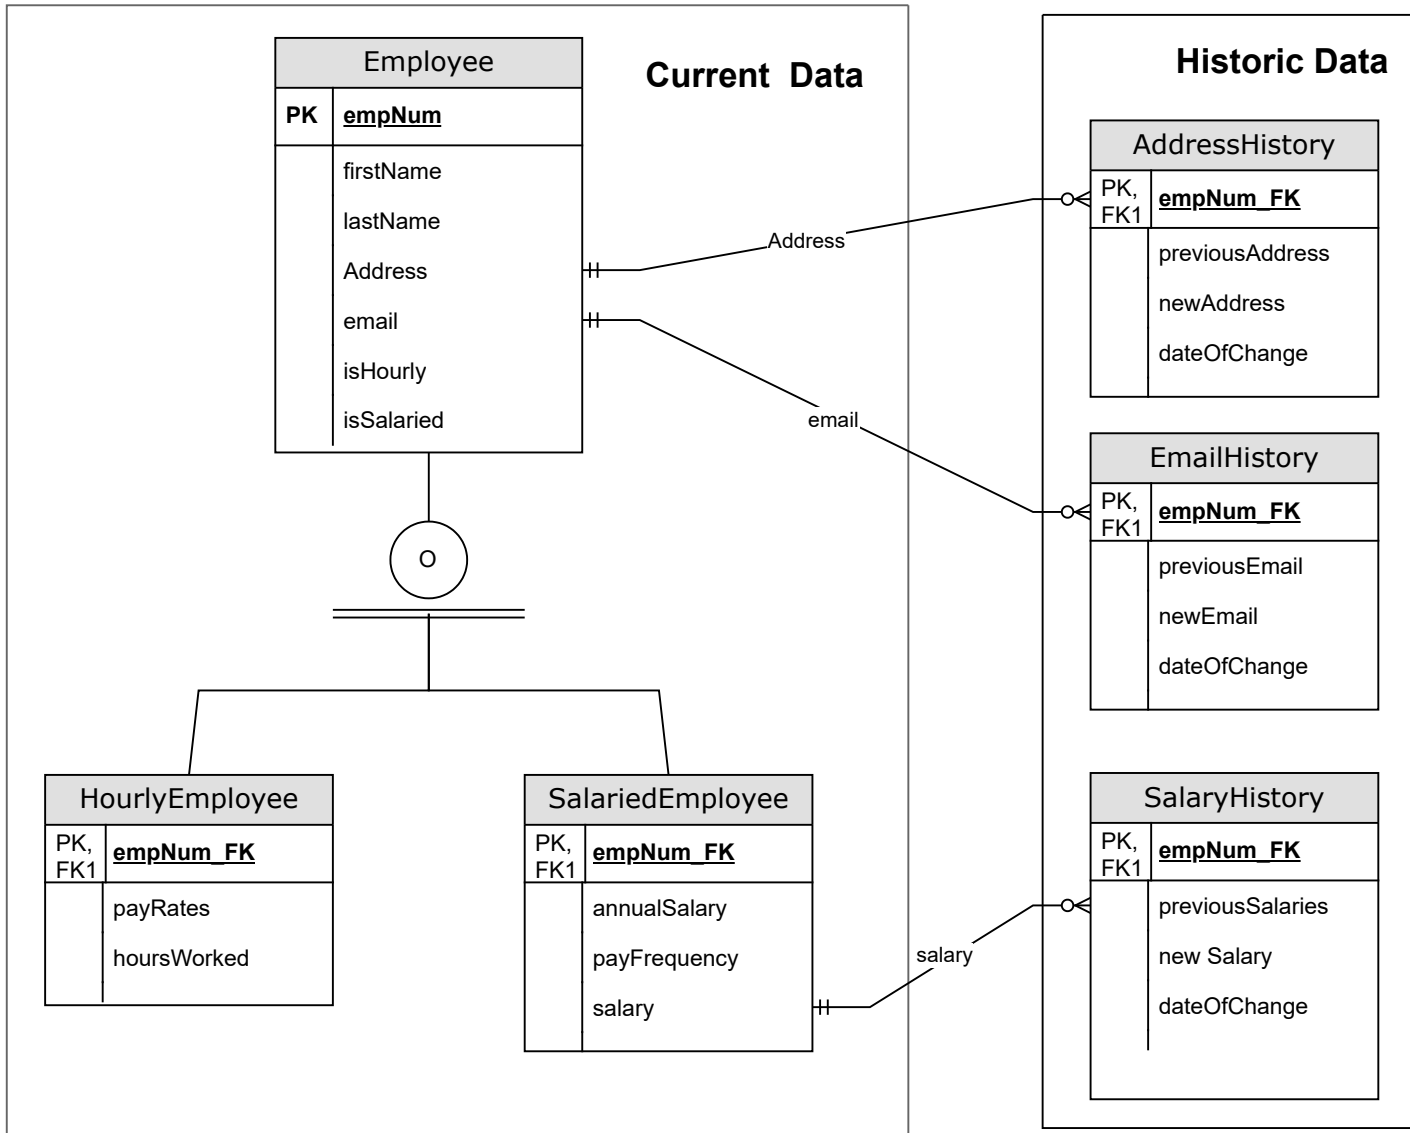 Current  Data
Employee
PK
empNum
firstName
lastName
Address
email
isHourly
isSalaried
O
HourlyEmployee
PK,
FK1
empNum_FK
payRates
hoursWorked
SalariedEmployee
PK,
FK1
empNum_FK
annualSalary
payFrequency
salary
Address
email
salary
Historic Data
AddressHistory
PK,
FK1
empNum_FK
previousAddress
newAddress
dateOfChange
EmailHistory
PK,
FK1
empNum_FK
previousEmail
newEmail
dateOfChange
SalaryHistory
PK,
FK1
empNum_FK
previousSalaries
new Salary
dateOfChange